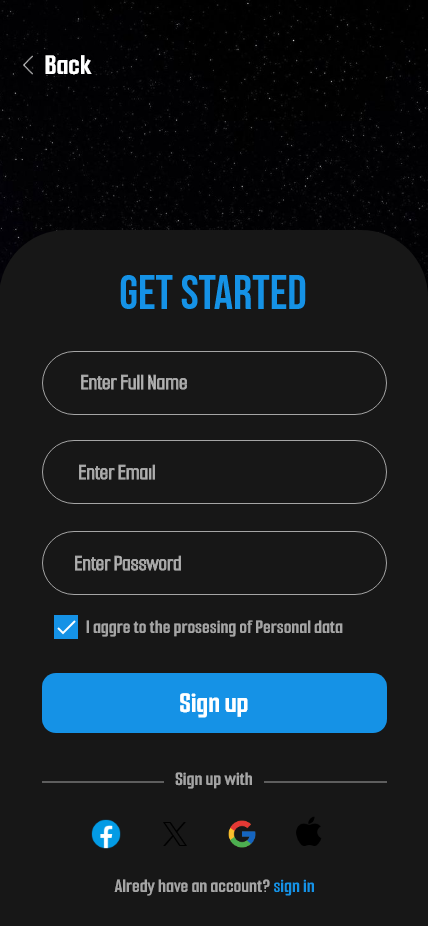 Back
GET STARTED
Enter Full Name
Enter Email
Enter Password
I aggre to the prosesing of Personal data
Sign up
Sign up with
Alredy have an account? sign in